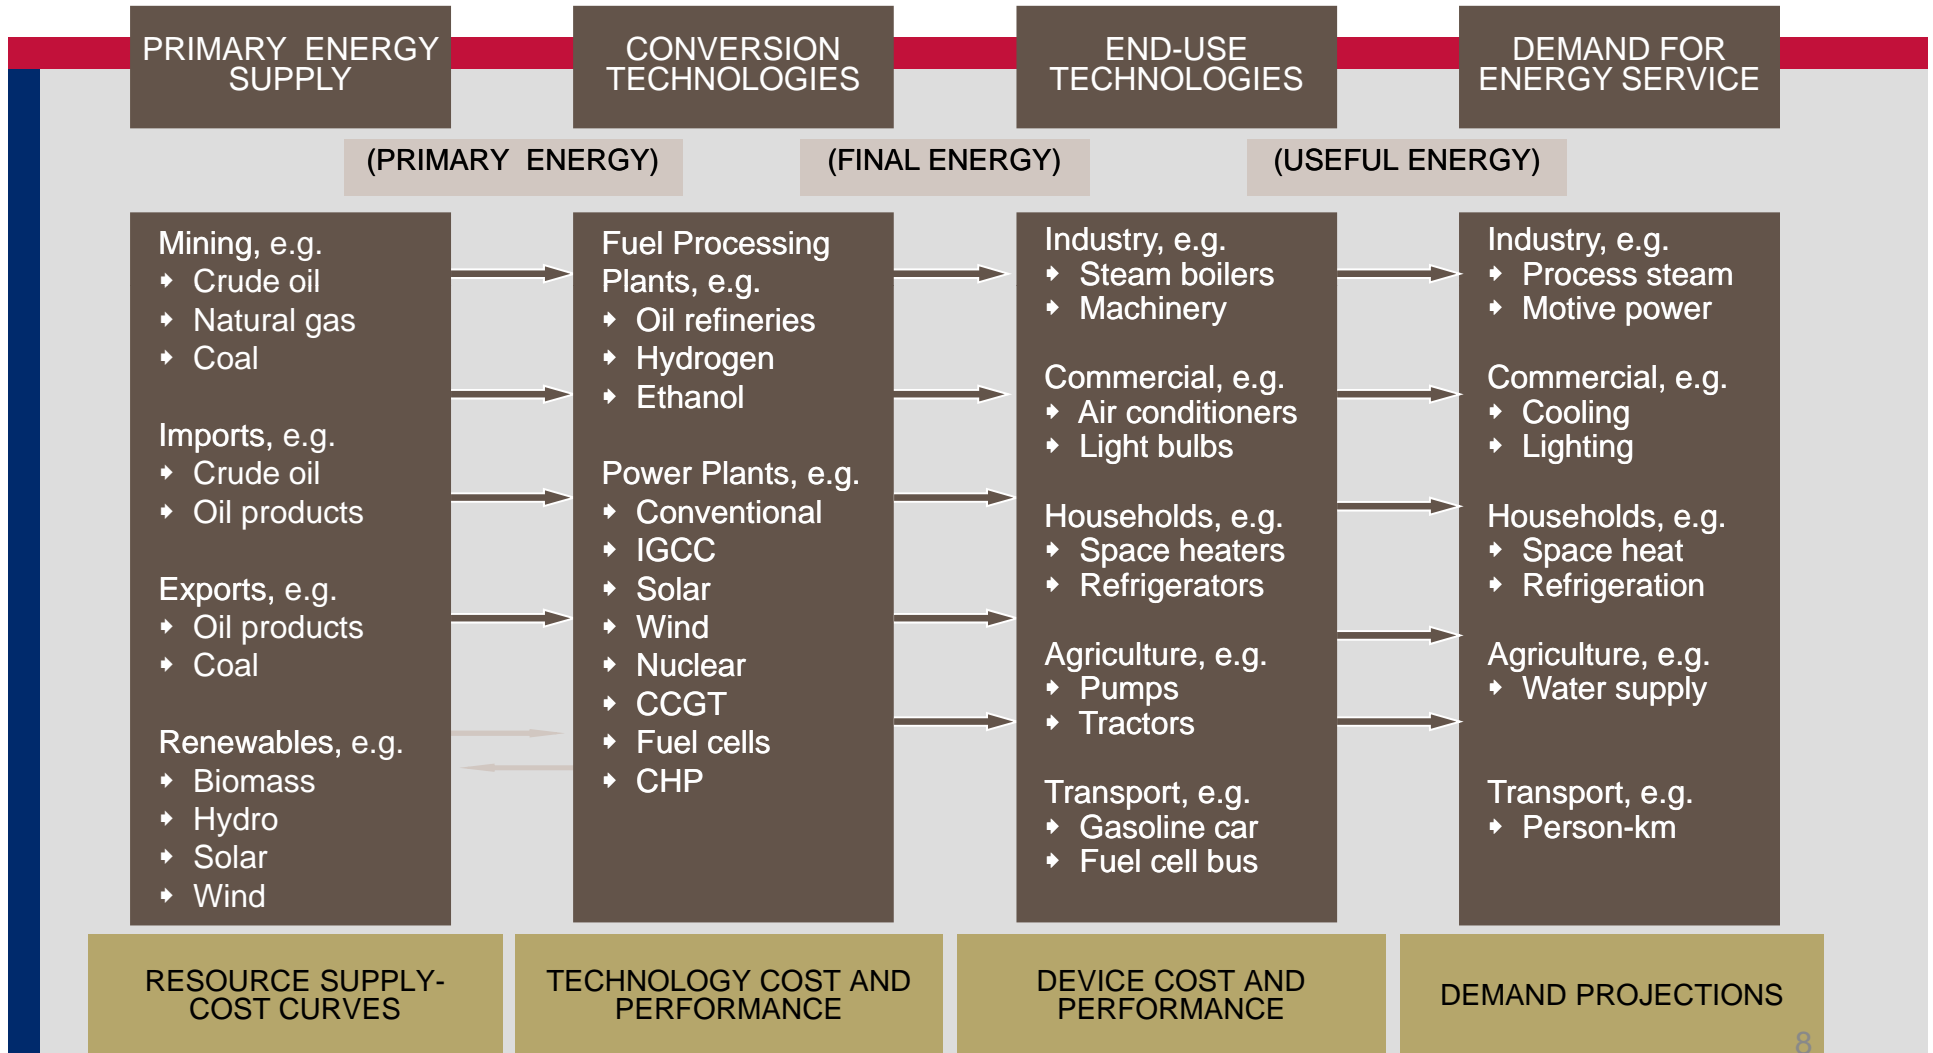 PRIMARY ENERGY
SUPPLY
CONVERSION
TECHNOLOGIES
END-USE
TECHNOLOGIES
DEMAND FOR
ENERGY SERVICE
(PRIMARY ENERGY)
(FINAL ENERGY)
(USEFUL ENERGY)
Mining, e.g.
Crude oil
Natural gas
Coal
Imports, e.g.
Crude oil
Oil products
Exports, e.g.
Oil products
Coal
Renewables, e.g.
Biomass
Hydro
Solar
Wind
Fuel Processing
Plants, e.g.
Oil refineries
Hydrogen
Ethanol
Power Plants, e.g.
Conventional
IGCC
Solar
Wind
Nuclear
CCGT
Fuel cells
CHP
Industry, e.g.
Steam boilers
Machinery
Commercial, e.g.
Air conditioners
Light bulbs
Households, e.g.
Space heaters
Refrigerators
Agriculture, e.g.
Pumps
Tractors
Transport, e.g.
Gasoline car
Fuel cell bus
Industry, e.g.
Process steam
Motive power
Commercial, e.g.
Cooling
Lighting
Households, e.g.
Space heat
Refrigeration
Agriculture, e.g.
Water supply
Transport, e.g.
Person-km
RESOURCE SUPPLY-
COST CURVES
TECHNOLOGY COST AND
PERFORMANCE
DEVICE COST AND
PERFORMANCE
DEMAND PROJECTIONS
8